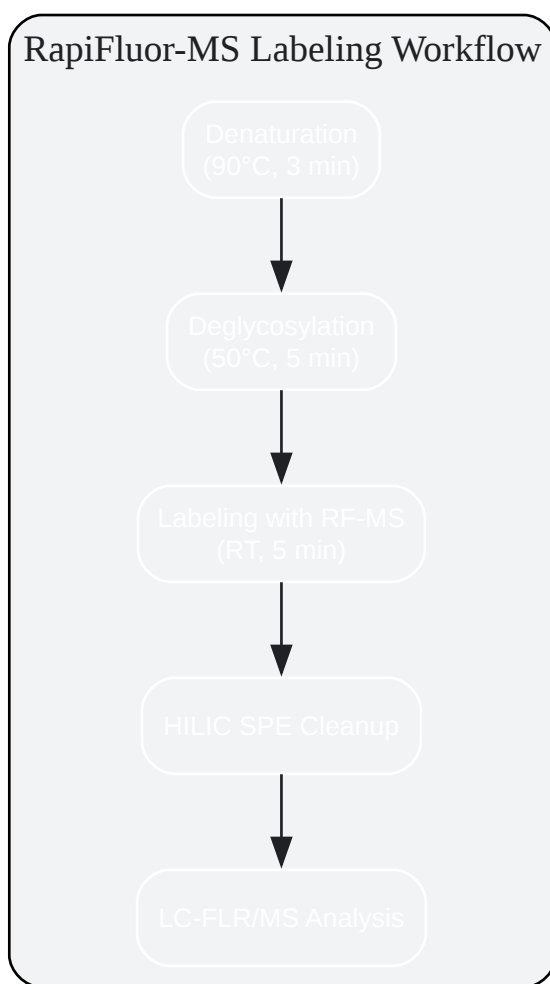 RapiFluor-MS Labeling Workflow
Denaturation
(90°C, 3 min)
Deglycosylation
(50°C, 5 min)
Labeling with RF-MS
(RT, 5 min)
HILIC SPE Cleanup
LC-FLR/MS Analysis